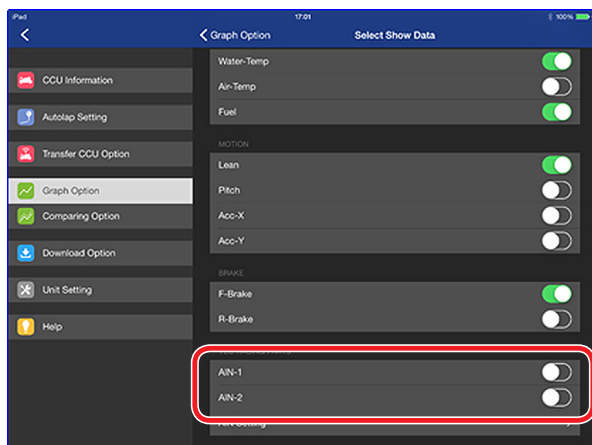 iPad 17:01 100%
Graph Option Select Show Data
CCU Information
Autolap Setting
Transfer CCU Option
Graph Option
Comparing Option
Download Option
Unit Setting
Help
Water-Temp
Air-Temp
Fuel
MOTION
Lean
Pitch
Acc-X
Acc-Y
BRAKE
F-Brake
R-Brake
AIN-1
AIN-2
AIN Setting